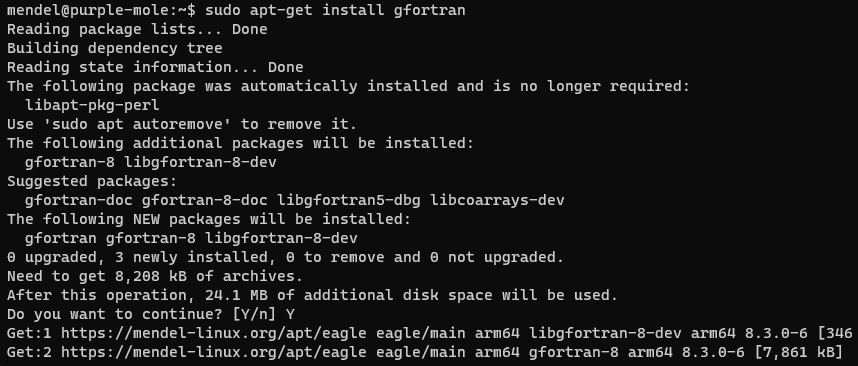 mendel@purple-mole:~$ sudo apt-get install gfortran
Reading package lists... Done
Building dependency tree
Reading state information... Done
The following package was automatically installed and is no longer required:
  libapt-pkg-perl
Use 'sudo apt autoremove' to remove it.
The following additional packages will be installed:
  gfortran-8 libgfortran-8-dev
Suggested packages:
  gfortran-doc gfortran-8-doc libgfortran5-dbg libcoarrays-dev
The following NEW packages will be installed:
  gfortran gfortran-8 libgfortran-8-dev
0 upgraded, 3 newly installed, 0 to remove and 0 not upgraded.
Need to get 8,208 kB of archives.
After this operation, 24.1 MB of additional disk space will be used.
Do you want to continue? [Y/n] Y
Get:1 https://mendel-linux.org/apt/eagle eagle/main arm64 libgfortran-8-dev arm64 8.3.0-6 [346
Get:2 https://mendel-linux.org/apt/eagle eagle/main arm64 gfortran-8 arm64 8.3.0-6 [7,861 kB]